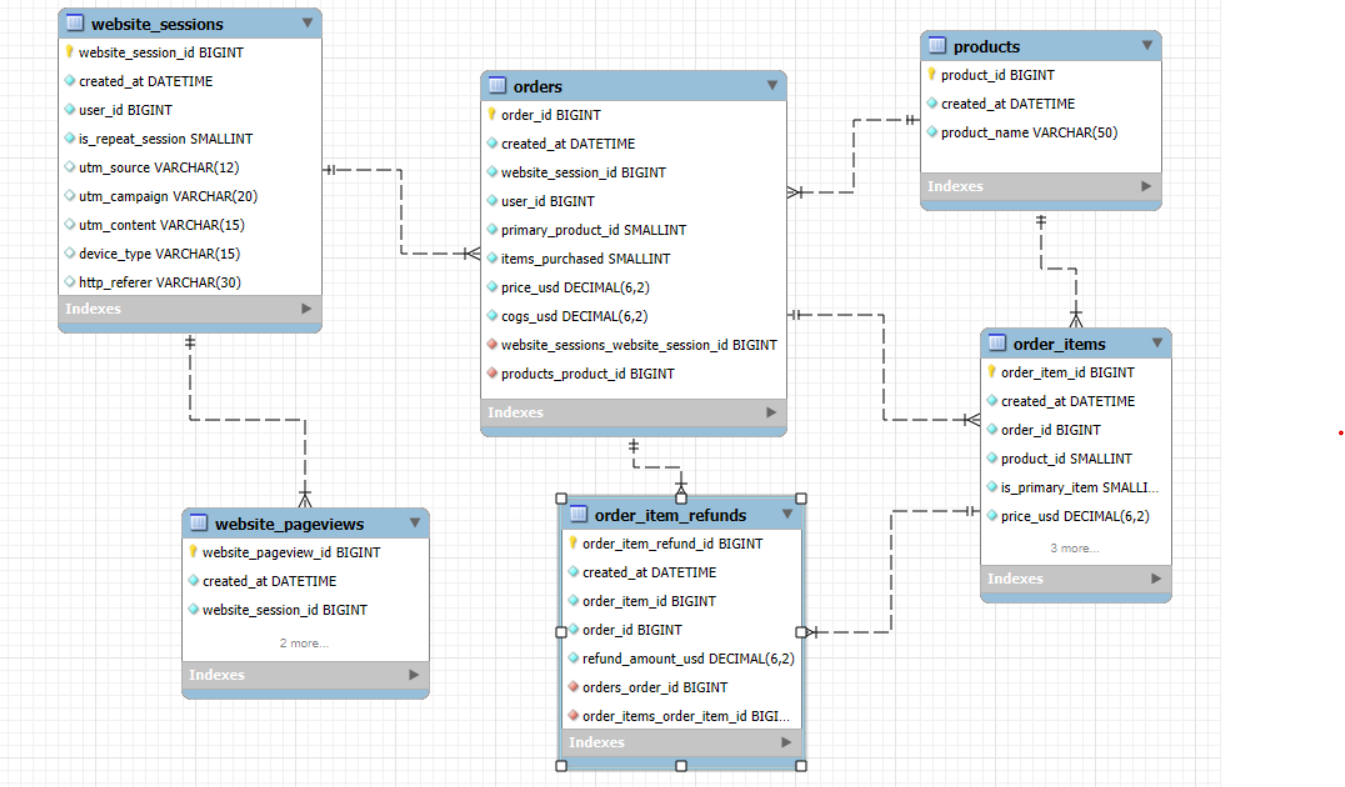 website_sessions
website_session_id BIGINT
created_at DATETIME
user_id BIGINT
is_repeat_session SMALLINT
utm_source VARCHAR(12)
utm_campaign VARCHAR(20)
utm_content VARCHAR(15)
device_type VARCHAR(15)
http_referer VARCHAR(30)
Indexes
orders
order_id BIGINT
created_at DATETIME
website_session_id BIGINT
user_id BIGINT
primary_product_id SMALLINT
items_purchased SMALLINT
price_usd DECIMAL(6,2)
cogs_usd DECIMAL(6,2)
website_sessions_website_session_id BIGINT
products_product_id BIGINT
Indexes
products
product_id BIGINT
created_at DATETIME
product_name VARCHAR(50)
Indexes
order_items
order_item_id BIGINT
created_at DATETIME
order_id BIGINT
product_id SMALLINT
is_primary_item SMALLI...
price_usd DECIMAL(6,2)
3 more...
Indexes
website_pageviews
website_pageview_id BIGINT
created_at DATETIME
website_session_id BIGINT
2 more...
Indexes
order_item_refunds
order_item_refund_id BIGINT
created_at DATETIME
order_item_id BIGINT
order_id BIGINT
refund_amount_usd DECIMAL(6,2)
orders_order_id BIGINT
order_items_order_item_id BIGI...
Indexes